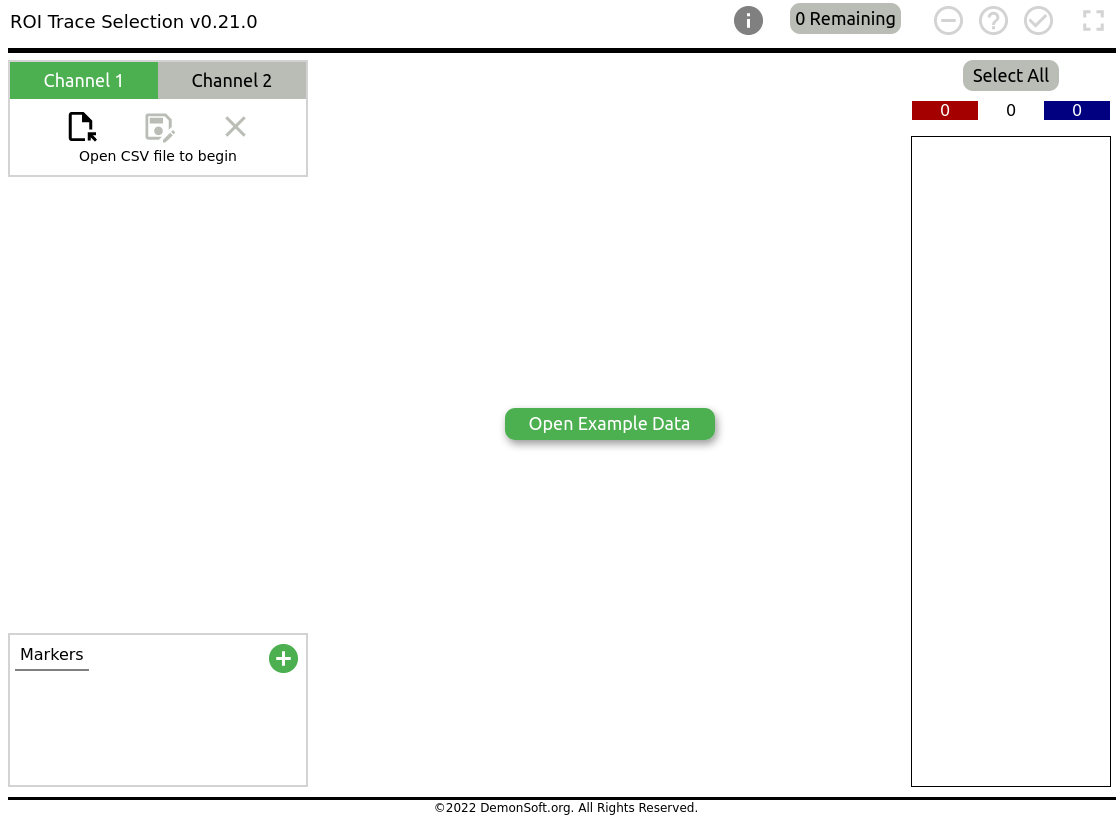 ROI Trace Selection v0.21.0
0 Remaining
Channel 1
Channel 2
Select All
0
0
0
Open CSV file to begin
Open Example Data
Markers
©2022 DemonSoft.org. All Rights Reserved.